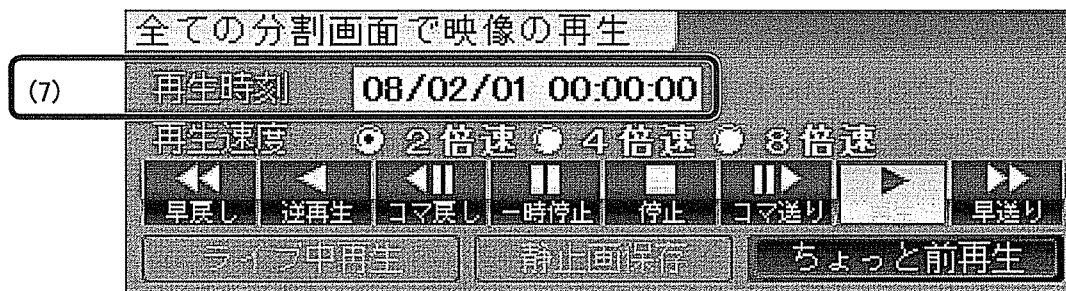 全ての分割画面で映像の再生
(7) 再生時刻 08/02/01 00:00:00
再生速度 2倍速 4倍速 8倍速
早戻し 逆再生 コマ戻し 一時停止 停止 コマ送り 早送り
ライブ中再生 静止画保存 ちょっと前再生